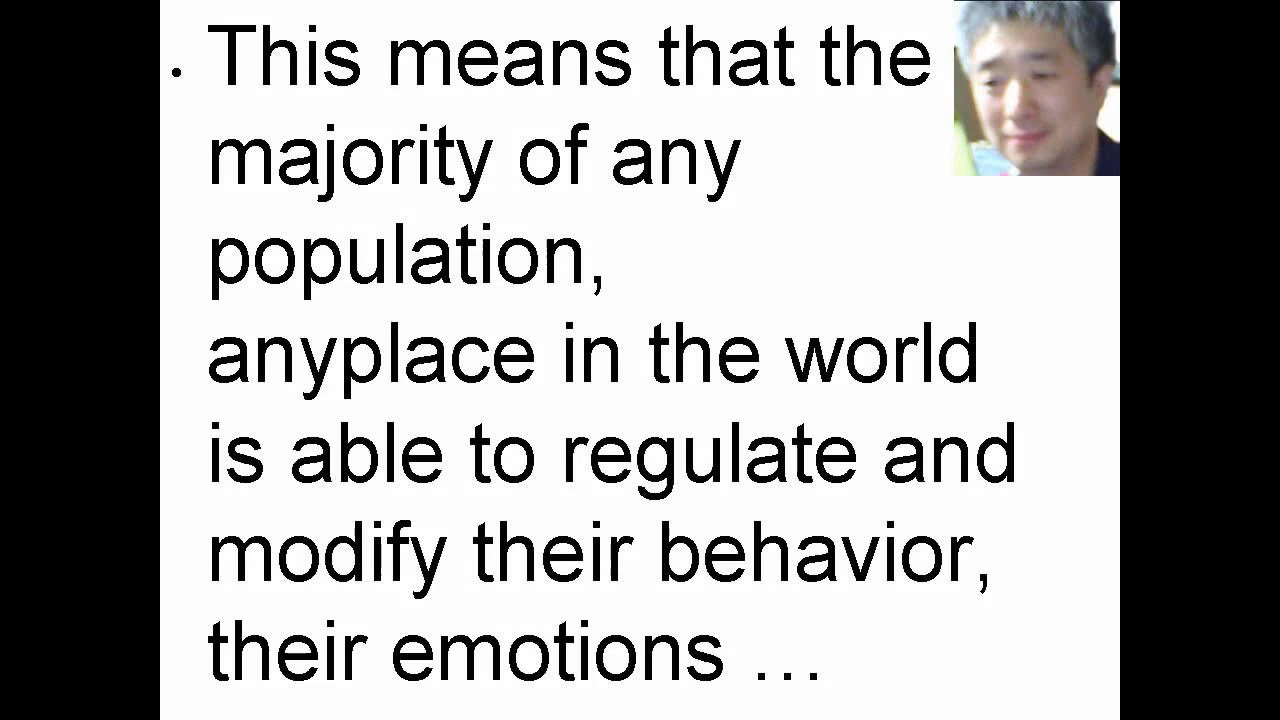 • This means that the
majority of any
population,
anyplace in the world
is able to regulate and
modify their behavior,
their emotions …